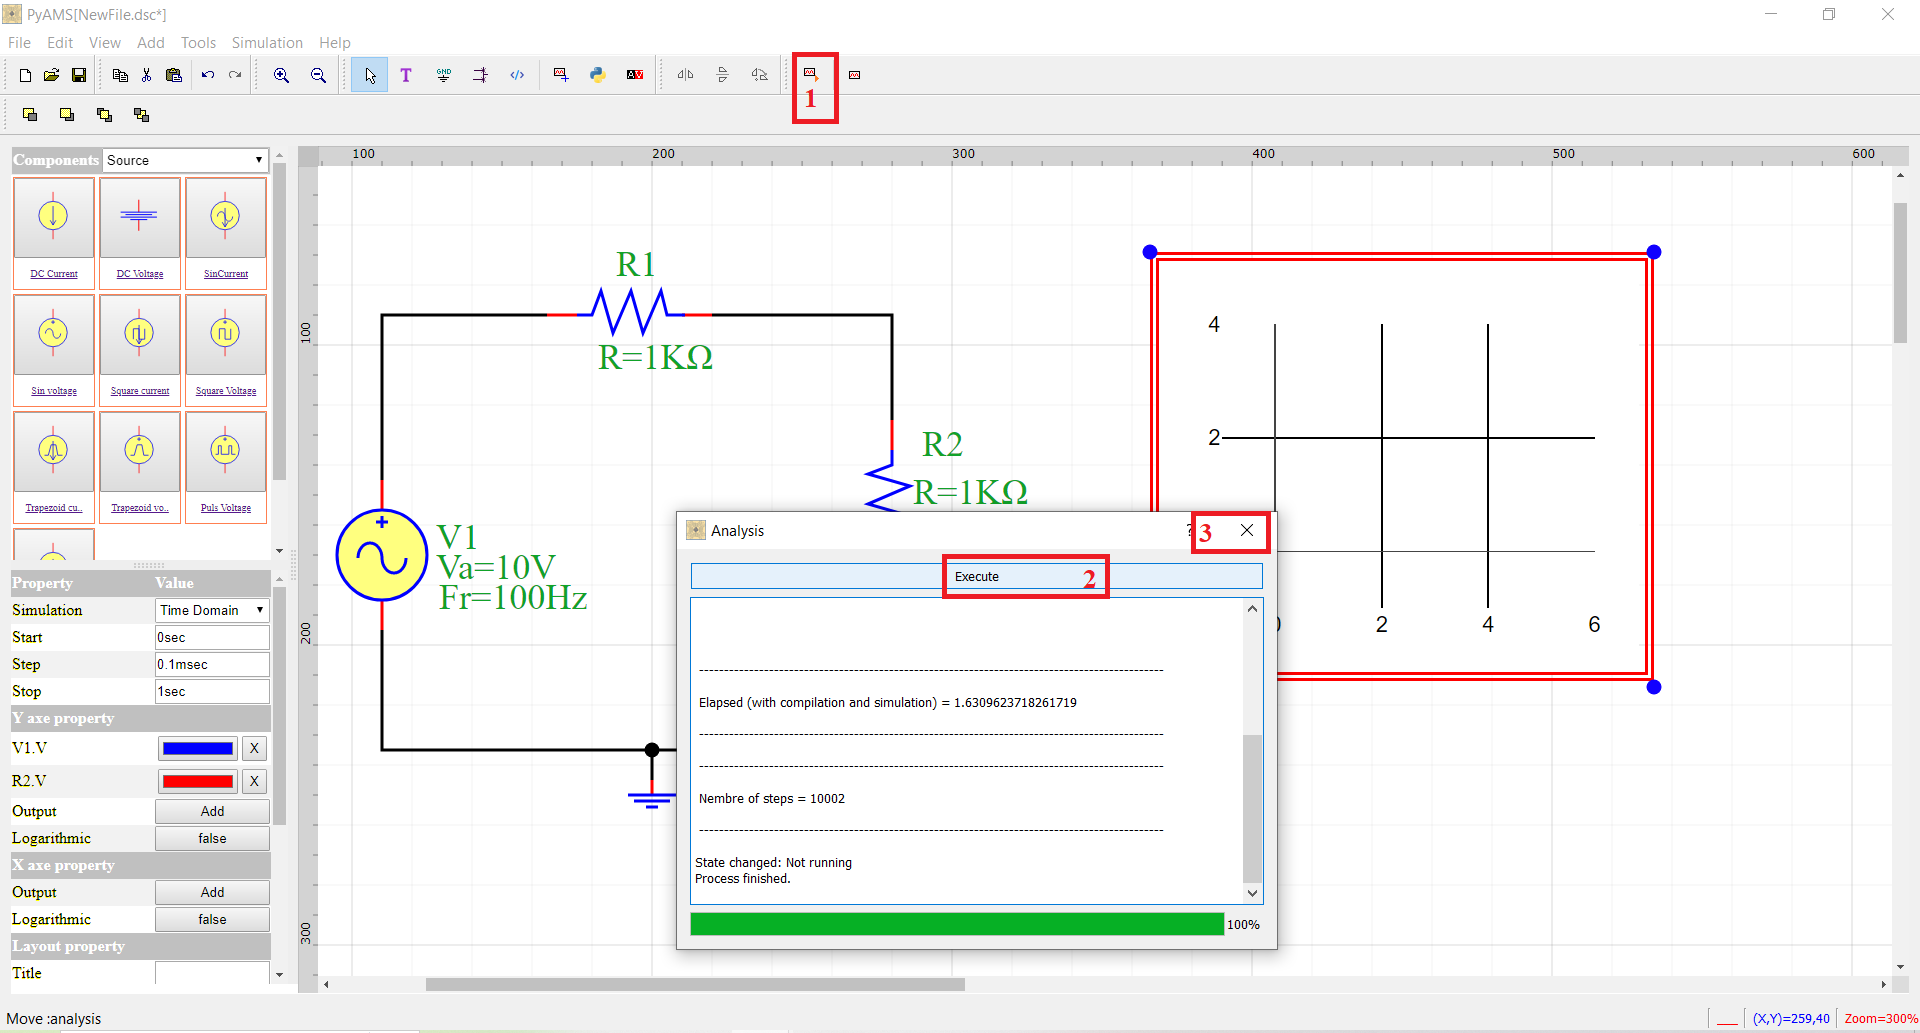 PyAMS[NewFile.dsc*]
File Edit View Add Tools Simulation Help
T GND </> AV
1
Components Source
DC Current DC Voltage SinCurrent
Sin voltage Square current Square Voltage
Trapezoid cu.. Trapezoid vo.. Puls Voltage
Property Value
Simulation Time Domain
Start 0sec
Step 0.1msec
Stop 1sec
Y axe property
V1.V X
R2.V X
Output Add
Logarithmic false
X axe property
Output Add
Logarithmic false
Layout property
Title
100 200 300 400 500 600
100
200
300
R1
R=1KΩ
R2
R=1KΩ
V1
Va=10V
Fr=100Hz
4
2
2 4 6
Analysis ? 3
Execute 2
Elapsed (with compilation and simulation) = 1.6309623718261719
Nembre of steps = 10002
State changed: Not running
Process finished.
100%
Move :analysis
(X,Y)=259,40 Zoom=300%